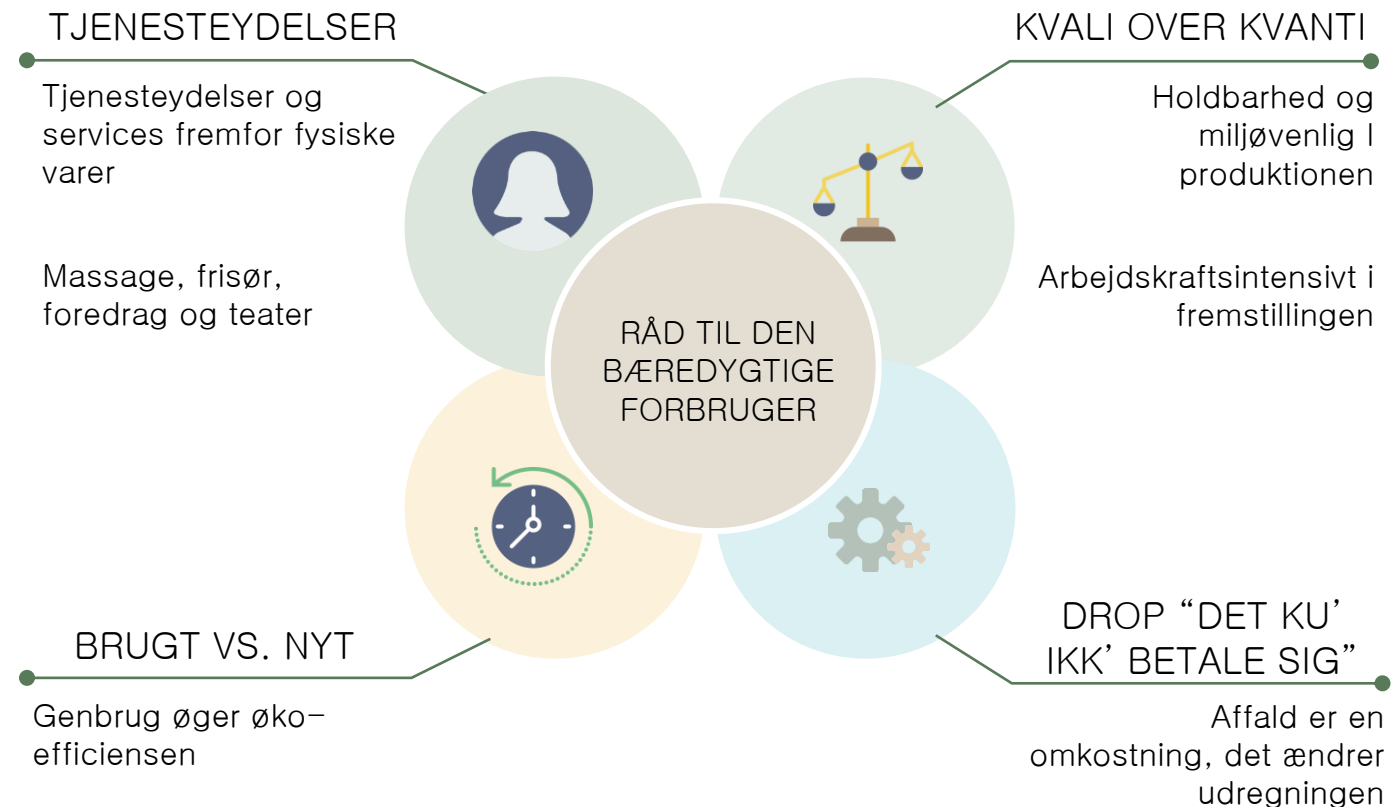 TJENESTEYDELSER
Tjenesteydelser og
services fremfor fysiske
varer
Massage, frisør,
foredrag og teater
KVALI OVER KVANTI
Holdbarhed og
miljøvenlig I
produktionen
Arbejdskraftsintensivt i
fremstillingen
RÅD TIL DEN
BÆREDYGTIGE
FORBRUGER
BRUGT VS. NYT
Genbrug øger øko-
efficiensen
DROP “DET KU’
IKK’ BETALE SIG”
Affald er en
omkostning, det ændrer
udregningen